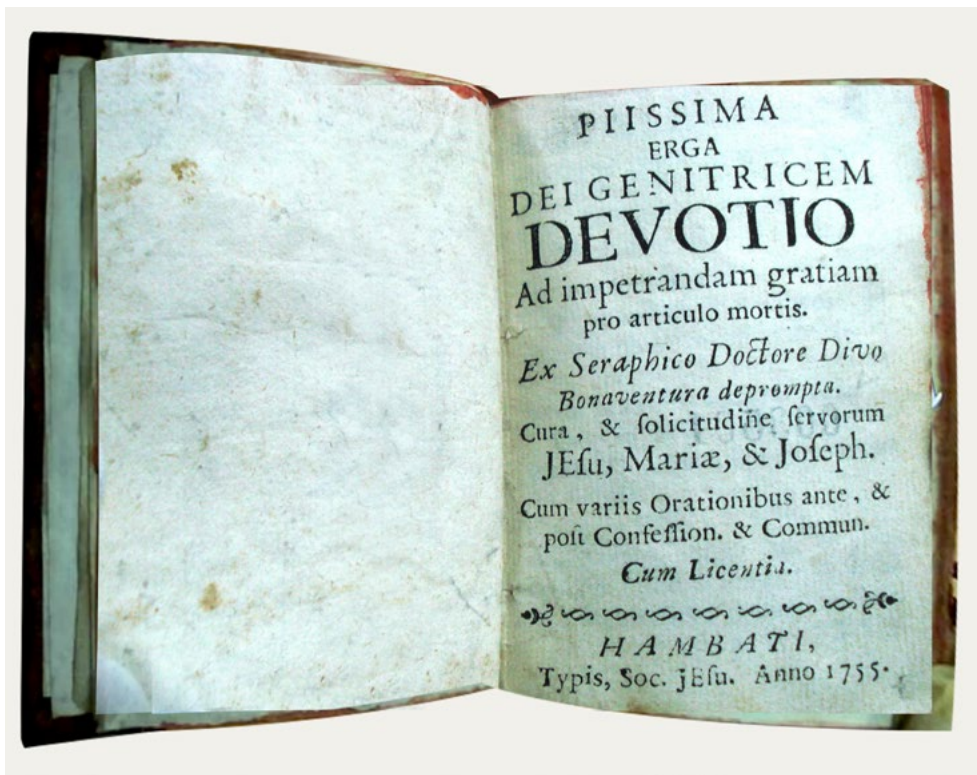 PIISSIMA
ERGA
DEI GENITRICEM
DEVOTIO
Ad impetrandam gratiam
pro articulo mortis.
Ex Seraphico Doctore Divo
Bonaventura deprompta.
Cura, & ſolicitudine ſervorum
JEſu, Mariæ, & Joſeph.
Cum variis Orationibus ante, &
poſt Confeſſion. & Commun.
Cum Licentia.
HAMBATI,
Typis, Soc. jEſu. Anno 1755.